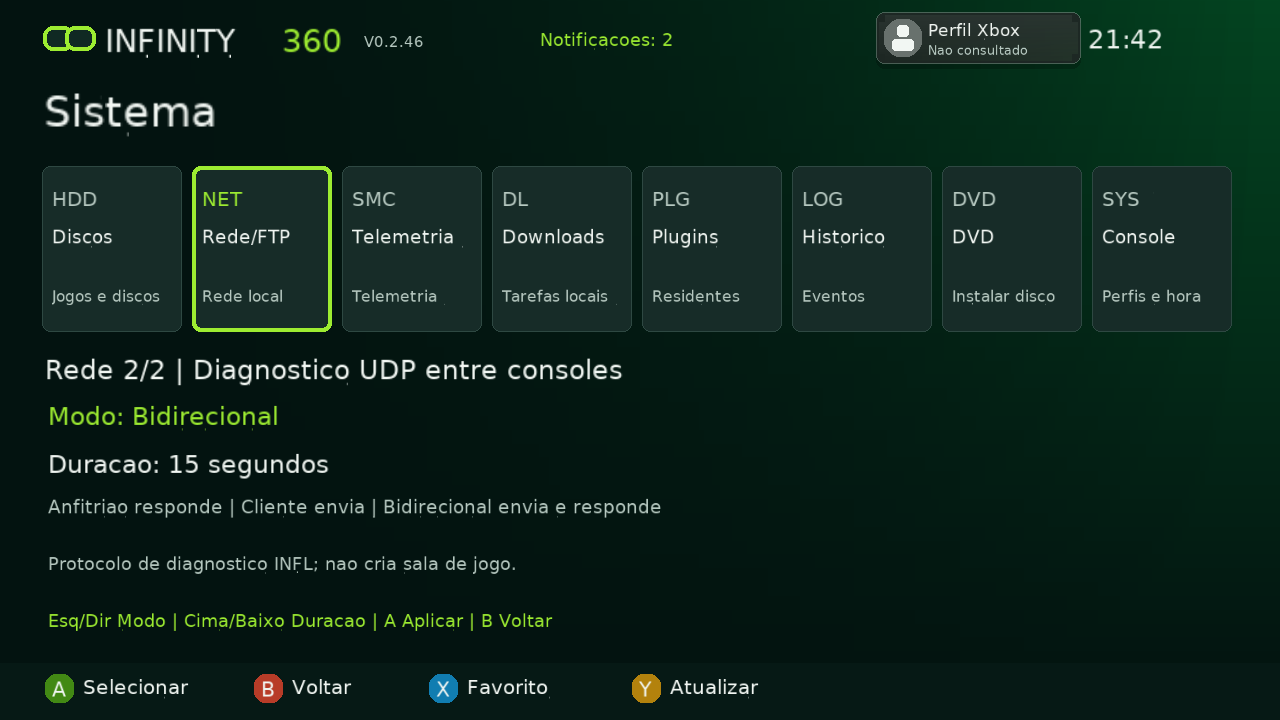 INFINITY 360 V0.2.46 Notificacoes: 2 Perfil Xbox 21:42
Nao consultado
Sistema
HDD NET SMC DL PLG LOG DVD SYS
Discos Rede/FTP Telemetria Downloads Plugins Historico DVD Console
Jogos e discos Rede local Telemetria Tarefas locais Residentes Eventos Instalar disco Perfis e hora
Rede 2/2 | Diagnostico UDP entre consoles
Modo: Bidirecional
Duracao: 15 segundos
Anfitriao responde | Cliente envia | Bidirecional envia e responde
Protocolo de diagnostico INFL; nao cria sala de jogo.
Esq/Dir Modo | Cima/Baixo Duracao | A Aplicar | B Voltar
A Selecionar B Voltar X Favorito Y Atualizar